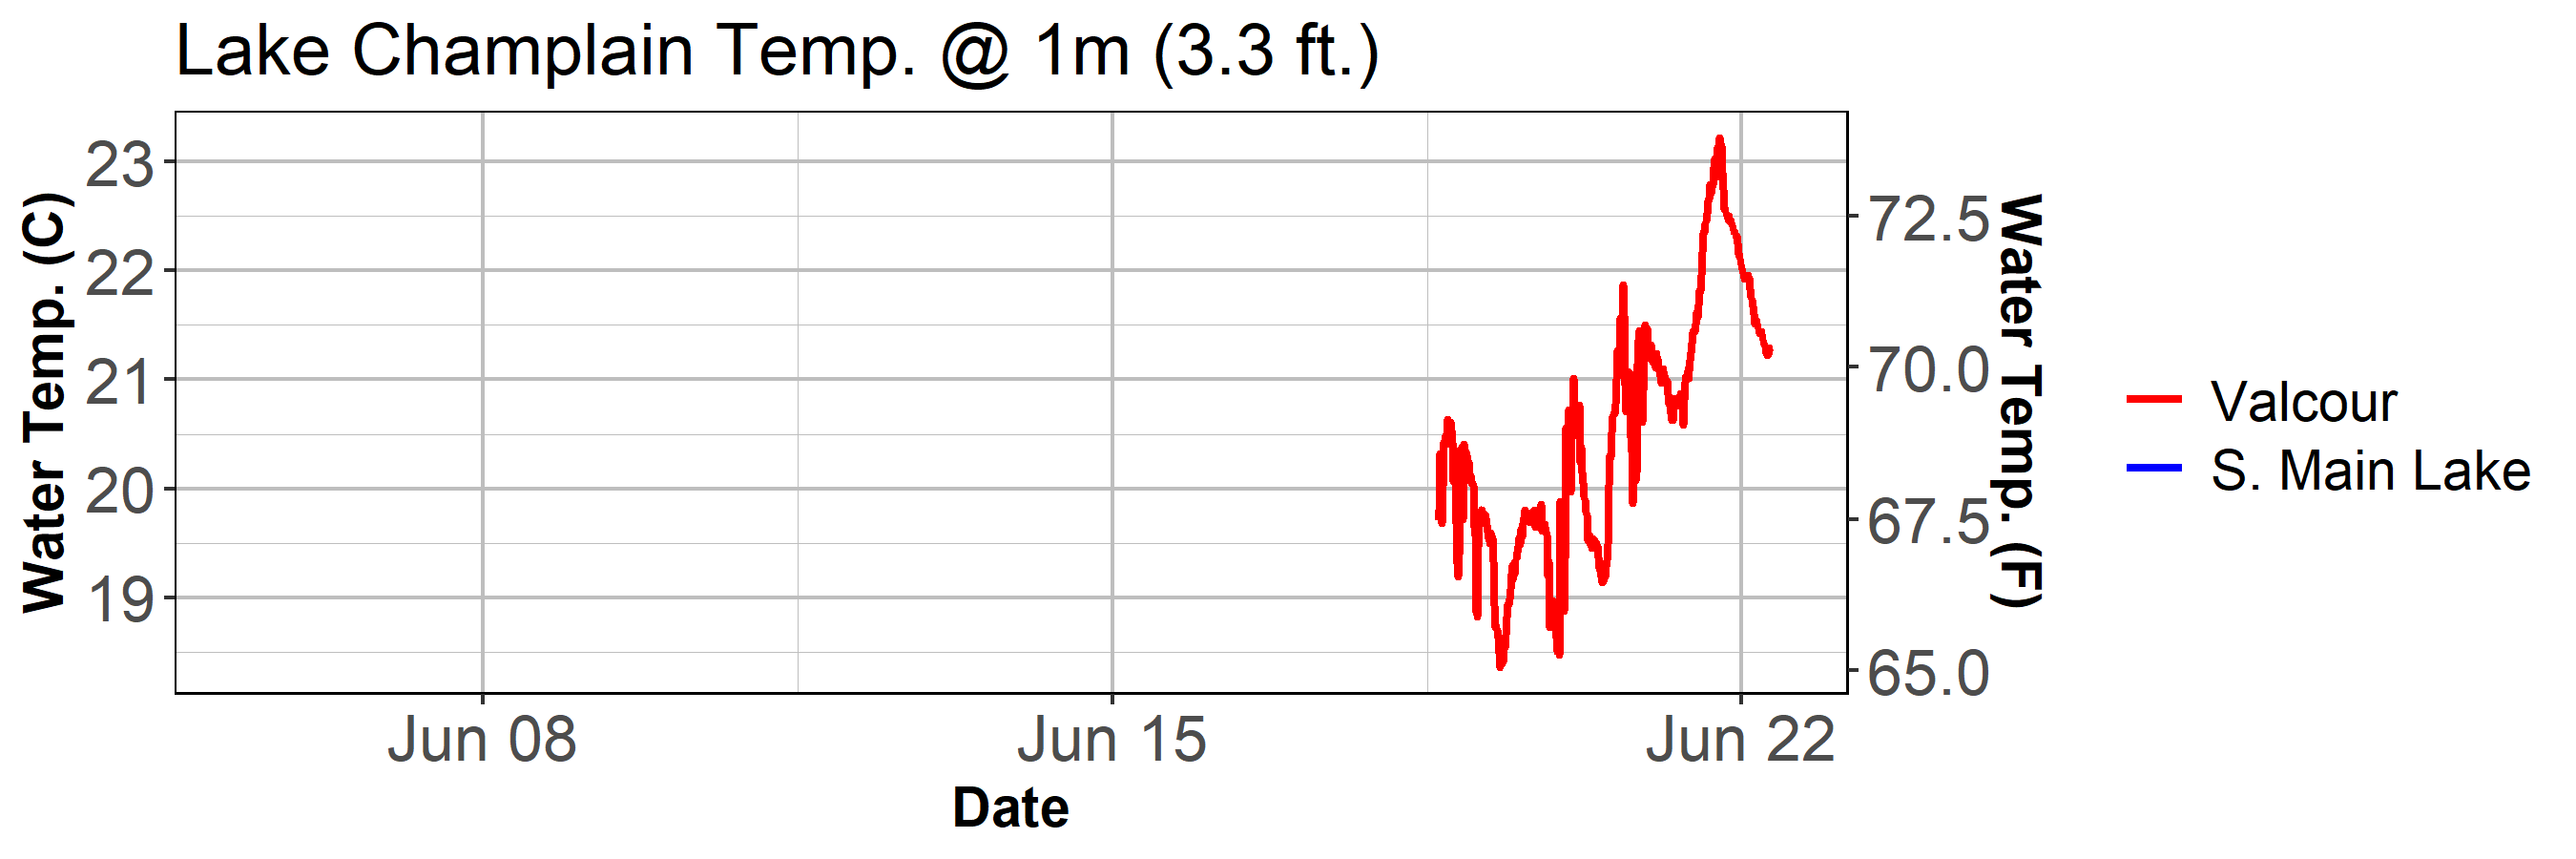 Lake Champlain Temp. @ 1m (3.3 ft.)
Water Temp. (C)
23
22
21
20
19
72.5
70.0
67.5
65.0
Water Temp. (F)
Jun 08
Jun 15
Jun 22
Date
Valcour
S. Main Lake